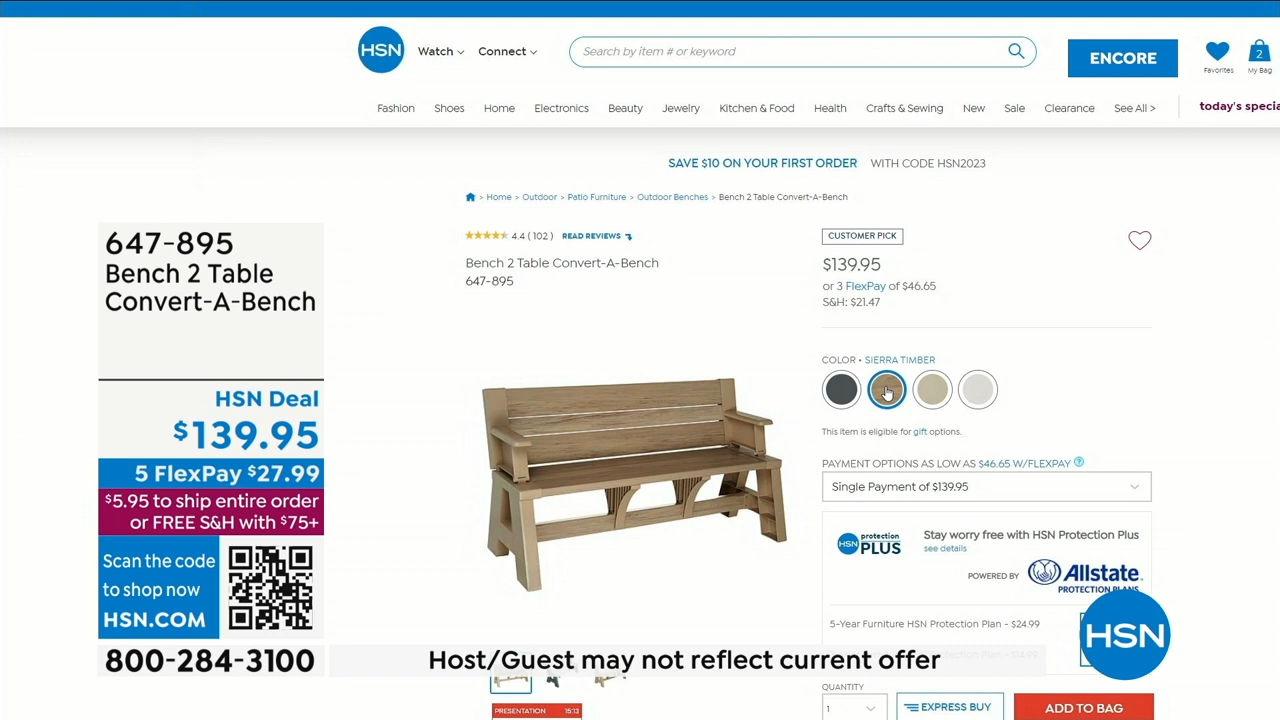 HSN
Watch
Connect
Search by item # or keyword
ENCORE
Favorites
2
My Bag
Fashion
Shoes
Home
Electronics
Beauty
Jewelry
Kitchen & Food
Health
Crafts & Sewing
New
Sale
Clearance
See All >
today's specia
SAVE $10 ON YOUR FIRST ORDER WITH CODE HSN2023
> Home > Outdoor > Patio Furniture > Outdoor Benches > Bench 2 Table Convert-A-Bench
4.4 ( 102 ) READ REVIEWS
Bench 2 Table Convert-A-Bench
647-895
CUSTOMER PICK
$139.95
or 3 FlexPay of $46.65
S&H: $21.47
COLOR • SIERRA TIMBER
This item is eligible for gift options.
PAYMENT OPTIONS AS LOW AS $46.65 W/FLEXPAY ?
Single Payment of $139.95
HSN protection PLUS
Stay worry free with HSN Protection Plus
see details
POWERED BY Allstate.
PROTECTION PLANS
5-Year Furniture HSN Protection Plan - $24.99
QUANTITY
1
EXPRESS BUY
ADD TO BAG
PRESENTATION 15:13
647-895
Bench 2 Table
Convert-A-Bench
HSN Deal
$139.95
5 FlexPay $27.99
$5.95 to ship entire order
or FREE S&H with $75+
Scan the code
to shop now
HSN.COM
800-284-3100
Host/Guest may not reflect current offer
HSN